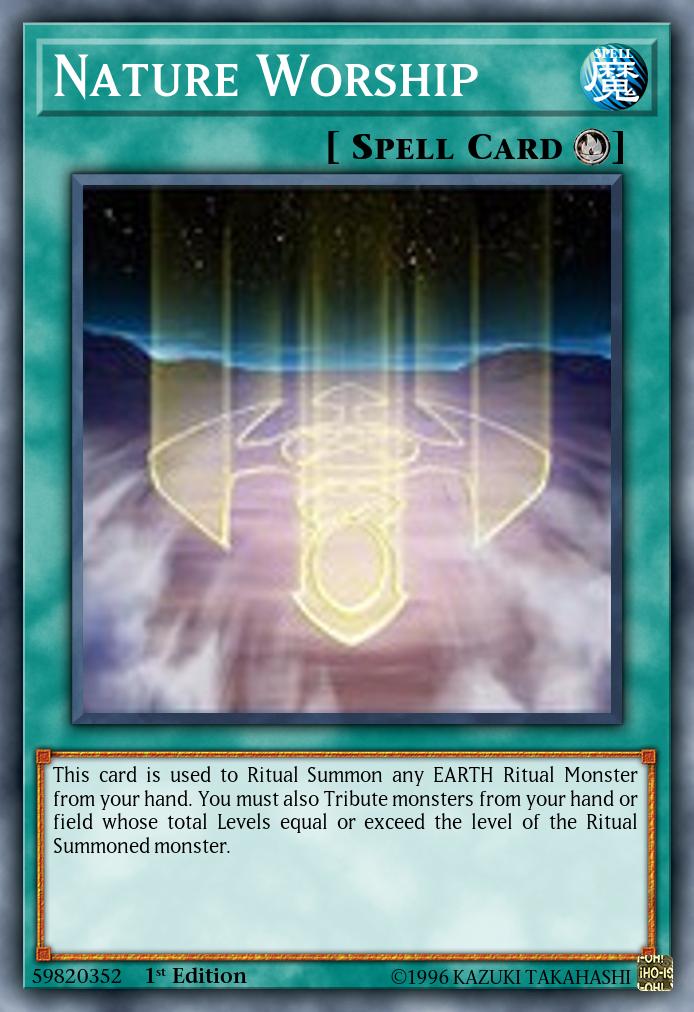 NATURE WORSHIP
SPELL
魔
[ SPELL CARD ]
This card is used to Ritual Summon any EARTH Ritual Monster
from your hand. You must also Tribute monsters from your hand or
field whose total Levels equal or exceed the level of the Ritual
Summoned monster.
59820352 1st Edition ©1996 KAZUKI TAKAHASHI